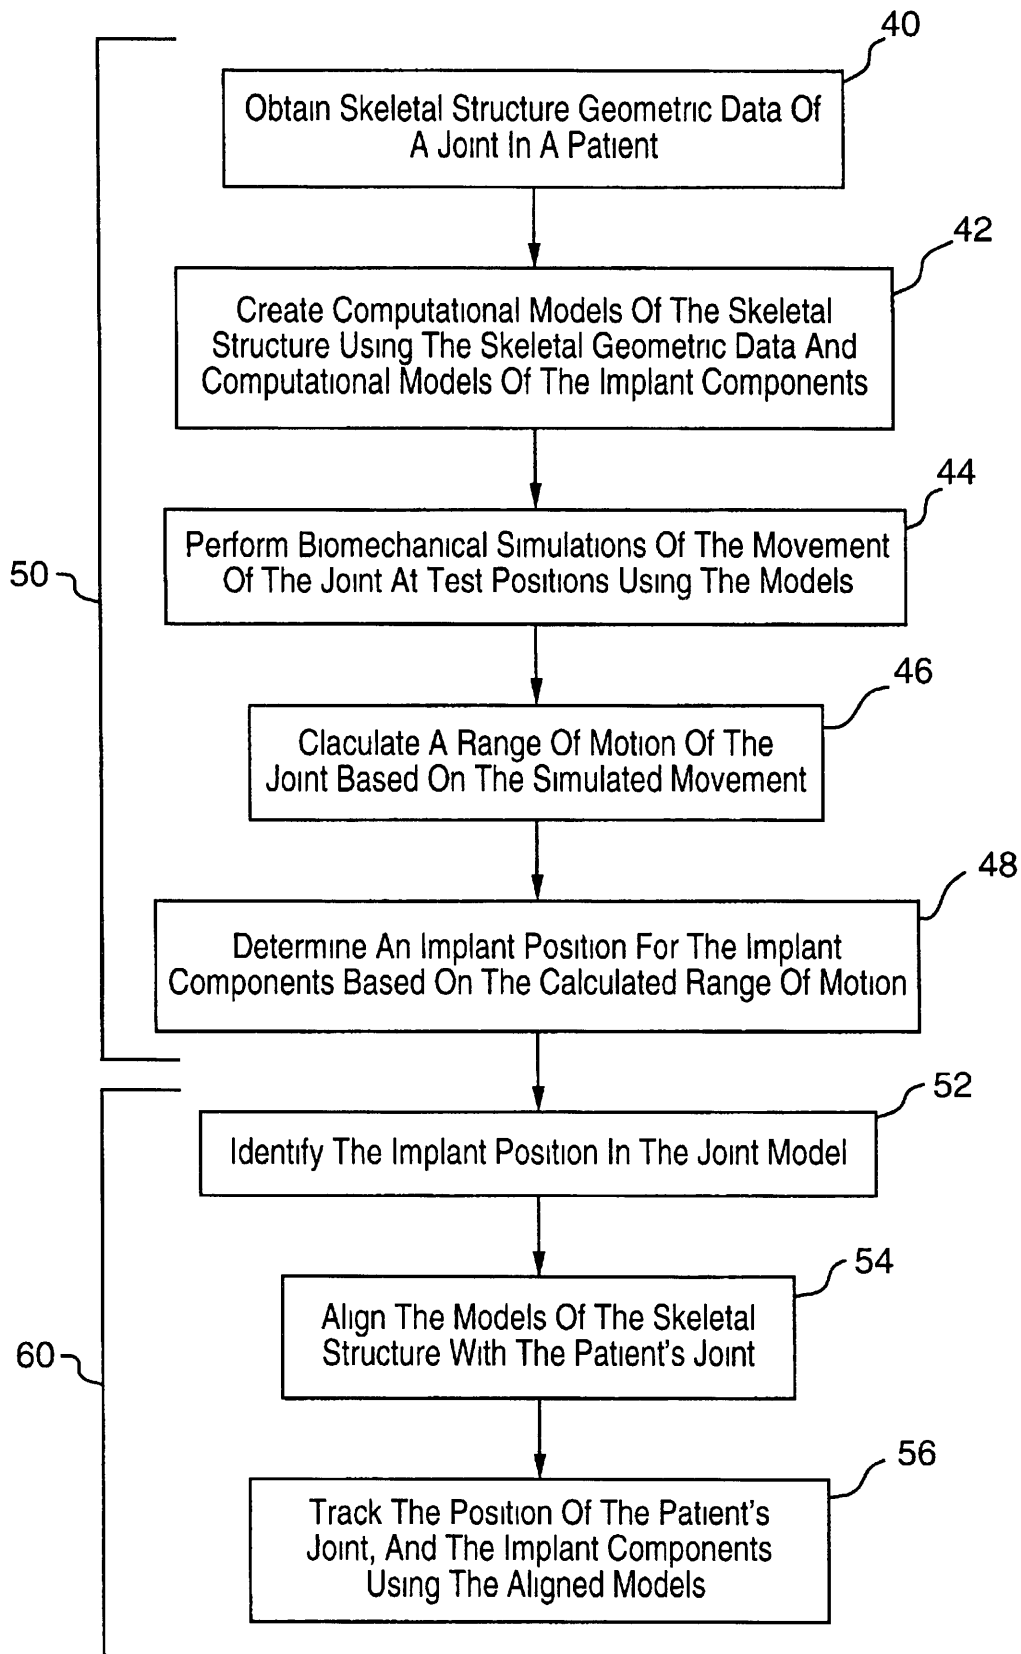 40
Obtain Skeletal Structure Geometric Data Of
A Joint In A Patient
42
Create Computational Models Of The Skeletal
Structure Using The Skeletal Geometric Data And
Computational Models Of The Implant Components
44
Perform Biomechanical Simulations Of The Movement
Of The Joint At Test Positions Using The Models
50
46
Claculate A Range Of Motion Of The
Joint Based On The Simulated Movement
48
Determine An Implant Position For The Implant
Components Based On The Calculated Range Of Motion
52
Identify The Implant Position In The Joint Model
54
Align The Models Of The Skeletal
Structure With The Patient's Joint
60
56
Track The Position Of The Patient's
Joint, And The Implant Components
Using The Aligned Models